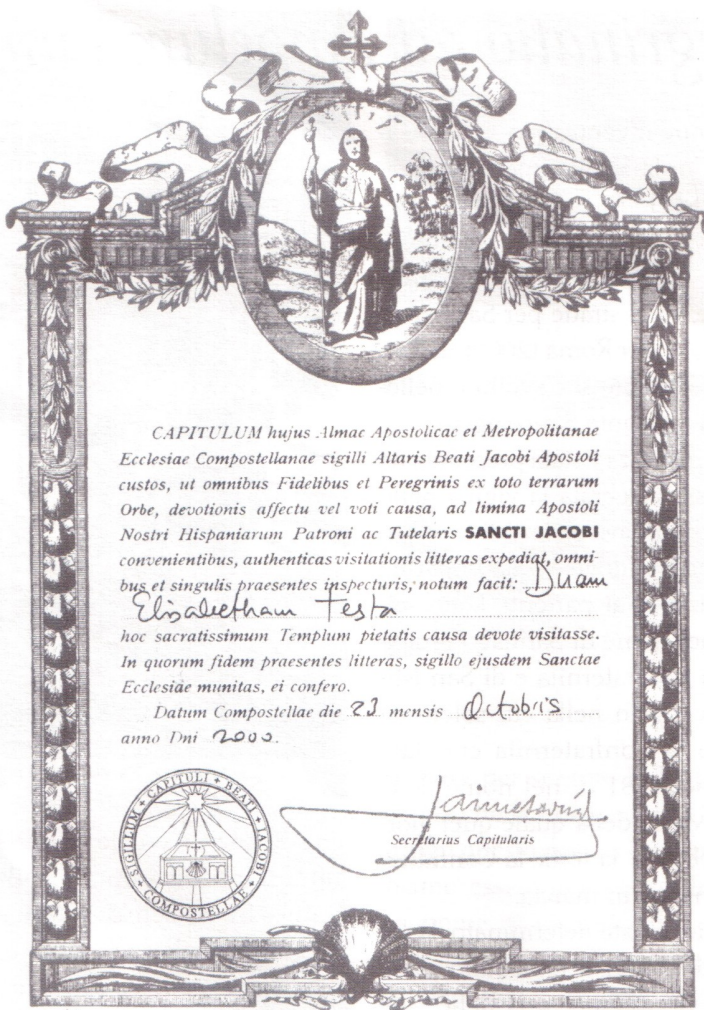 CAPITULUM hujus Almae Apostolicae et Metropolitanae
Ecclesiae Compostellanae sigilli Altaris Beati Jacobi Apostoli
custos, ut omnibus Fidelibus et Peregrinis ex toto terrarum
Orbe, devotionis affectu vel voti causa, ad limina Apostoli
Nostri Hispaniarum Patroni ac Tutelaris SANCTI JACOBI
convenientibus, authenticas visitationis litteras expediat, omni-
bus et singulis praesentes inspecturis, notum facit: Dnam
Elisabetham Testa
hoc sacratissimum Templum pietatis causa devote visitasse.
In quorum fidem praesentes litteras, sigillo ejusdem Sanctae
Ecclesiae munitas, ei confero.
Datum Compostellae die 23 mensis Octobris
anno Dni 2000.
SIGILLUM + CAPITULI + BEATI + JACOBI + COMPOSTELLAE +
Secretarius Capitularis